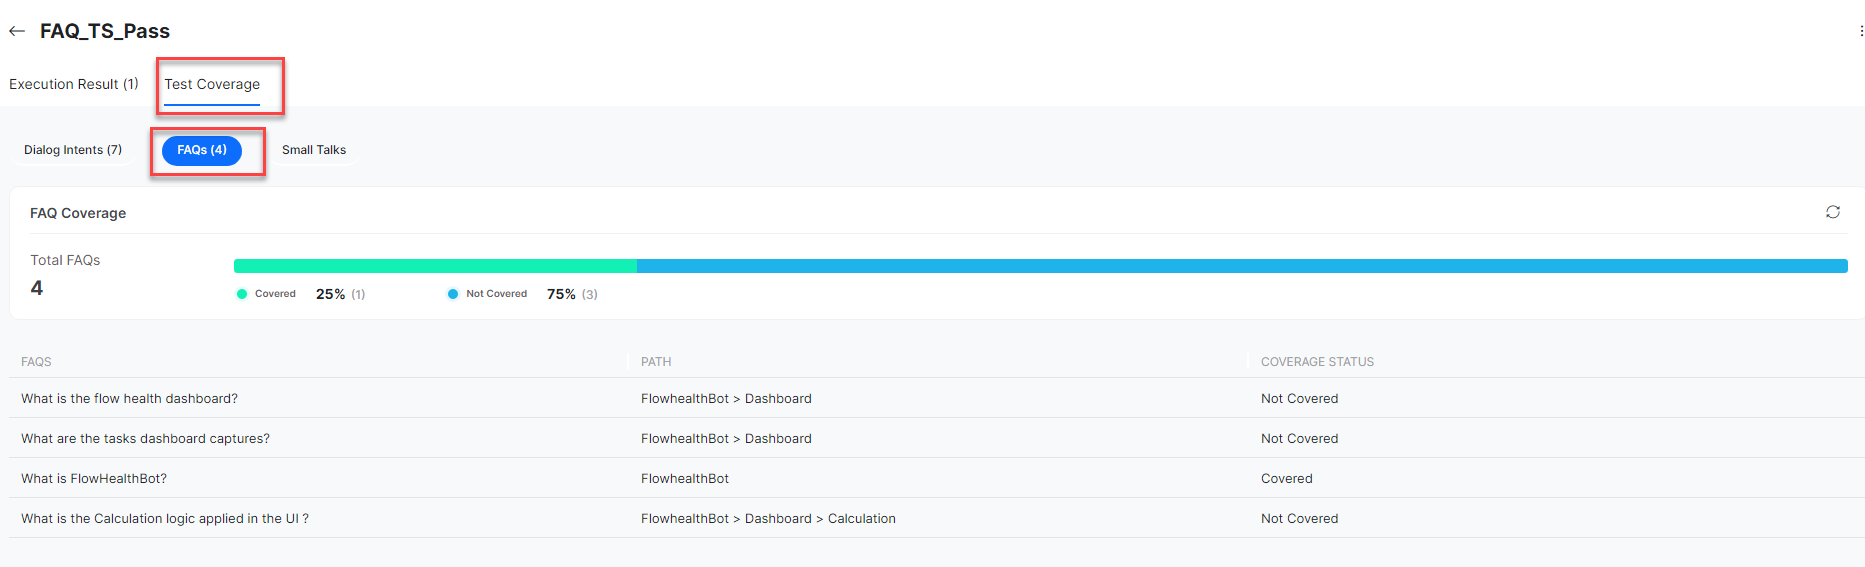 FAQ_TS_Pass
Execution Result (1) Test Coverage
Dialog Intents (7) FAQs (4) Small Talks
FAQ Coverage
Total FAQs
4
Covered 25% (1) Not Covered 75% (3)
FAQS PATH COVERAGE STATUS
What is the flow health dashboard? FlowhealthBot > Dashboard Not Covered
What are the tasks dashboard captures? FlowhealthBot > Dashboard Not Covered
What is FlowHealthBot? FlowhealthBot Covered
What is the Calculation logic applied in the UI ? FlowhealthBot > Dashboard > Calculation Not Covered